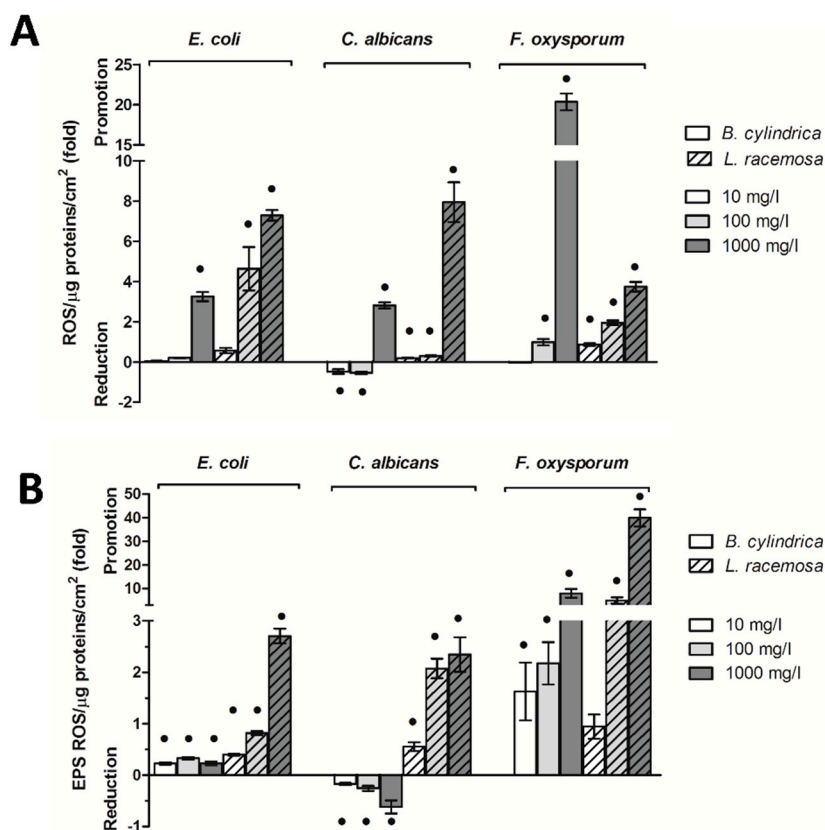 A
E. coli
C. albicans
F. oxysporum
ROS/µg proteins/cm² (fold)
Reduction
Promotion
25
20
15
10
8
6
4
2
0
-2
B. cylindrica
L. racemosa
10 mg/l
100 mg/l
1000 mg/l
B
E. coli
C. albicans
F. oxysporum
EPS ROS/µg proteins/cm² (fold)
Reduction
Promotion
50
40
30
20
10
3
2
1
0
-1
B. cylindrica
L. racemosa
10 mg/l
100 mg/l
1000 mg/l